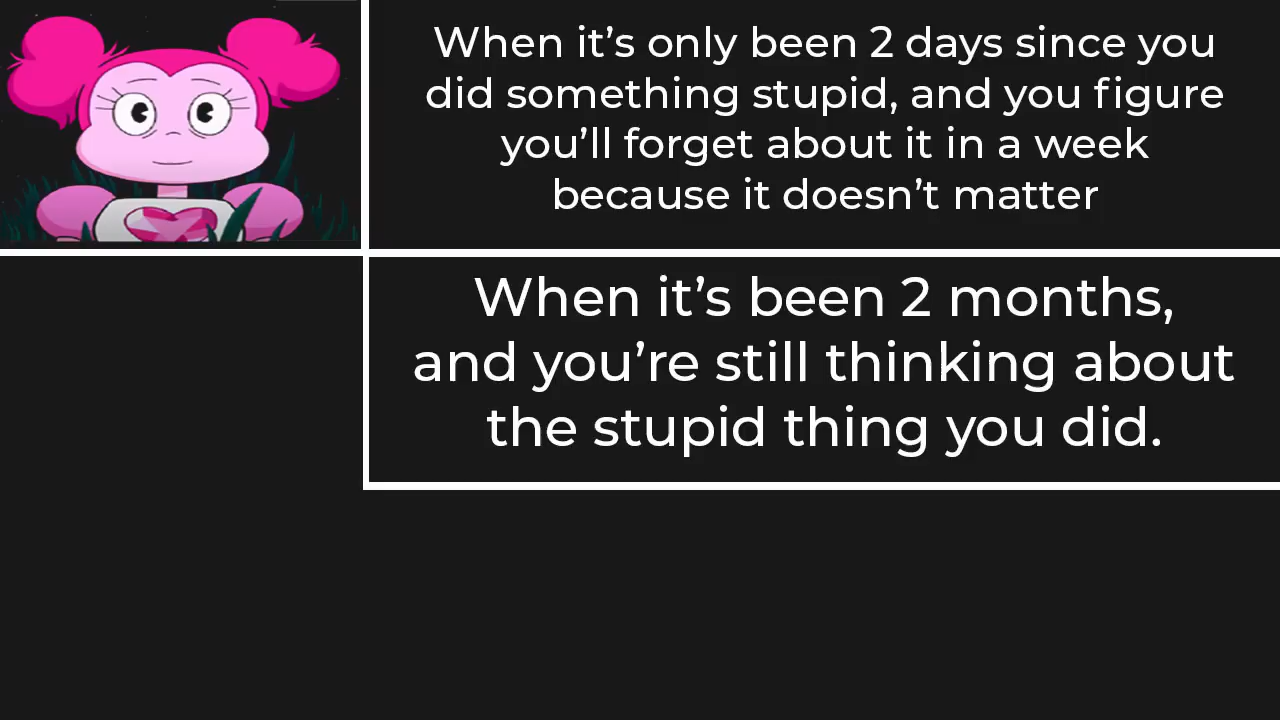 When it’s only been 2 days since you
did something stupid, and you figure
you’ll forget about it in a week
because it doesn’t matter
When it’s been 2 months,
and you’re still thinking about
the stupid thing you did.